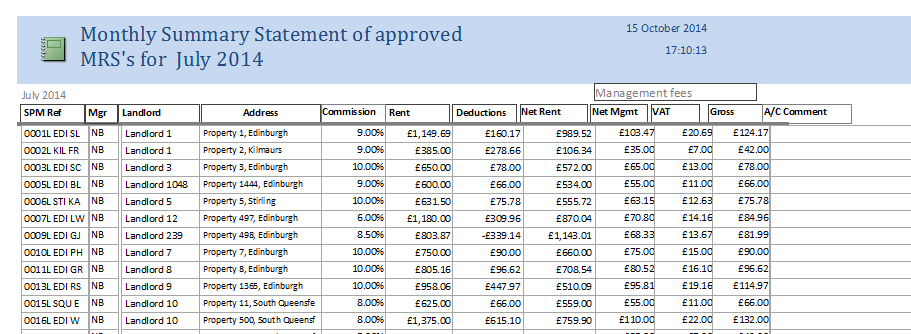 Monthly Summary Statement of approved
MRS's for July 2014
15 October 2014
17:10:13
July 2014
Management fees
SPM Ref Mgr Landlord Address Commission Rent Deductions Net Rent Net Mgmt VAT Gross A/C Comment
0001L EDI SL NB Landlord 1 Property 1, Edinburgh 9.00% £1,149.69 £160.17 £989.52 £103.47 £20.69 £124.17
0002L KIL FR NB Landlord 1 Property 2, Kilmaurs 9.00% £385.00 £278.66 £106.34 £35.00 £7.00 £42.00
0003L EDI SC NB Landlord 3 Property 3, Edinburgh 10.00% £650.00 £78.00 £572.00 £65.00 £13.00 £78.00
0005L EDI BL NB Landlord 1048 Property 1444, Edinburgh 9.00% £600.00 £66.00 £534.00 £55.00 £11.00 £66.00
0006L STI KA NB Landlord 5 Property 5, Stirling 10.00% £631.50 £75.78 £555.72 £63.15 £12.63 £75.78
0007L EDI LW NB Landlord 12 Property 497, Edinburgh 6.00% £1,180.00 £309.96 £870.04 £70.80 £14.16 £84.96
0009L EDI GJ NB Landlord 239 Property 498, Edinburgh 8.50% £803.87 -£339.14 £1,143.01 £68.33 £13.67 £81.99
0010L EDI PH NB Landlord 7 Property 7, Edinburgh 10.00% £750.00 £90.00 £660.00 £75.00 £15.00 £90.00
0011L EDI GR NB Landlord 8 Property 8, Edinburgh 10.00% £805.16 £96.62 £708.54 £80.52 £16.10 £96.62
0013L EDI RS NB Landlord 9 Property 1365, Edinburgh 10.00% £958.06 £447.97 £510.09 £95.81 £19.16 £114.97
0015L SQU E NB Landlord 10 Property 11, South Queensfe 8.00% £625.00 £66.00 £559.00 £55.00 £11.00 £66.00
0016L EDI W NB Landlord 10 Property 500, South Queensf 8.00% £1,375.00 £615.10 £759.90 £110.00 £22.00 £132.00